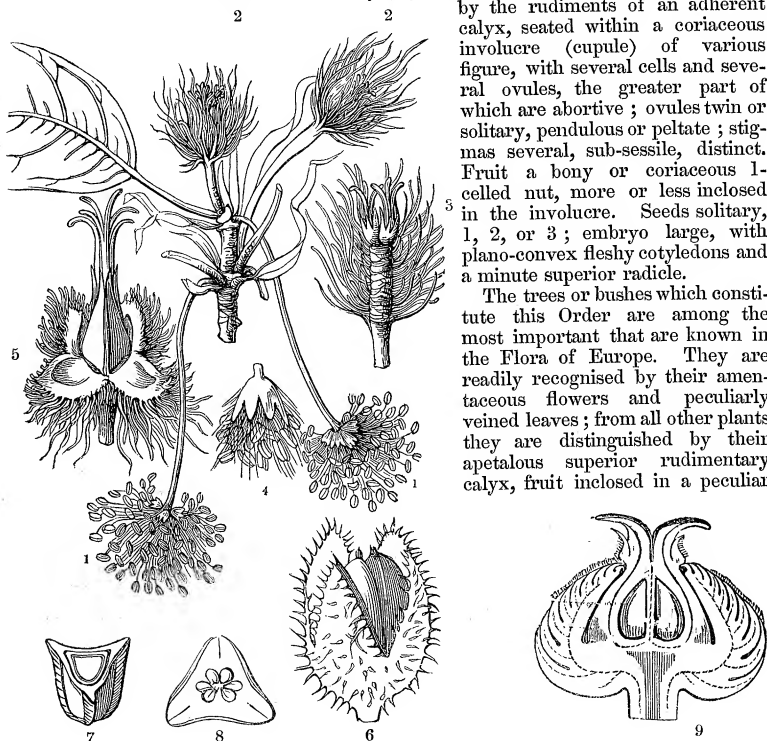 2
2
by the rudiments of an adherent
calyx, seated within a coriaceous
involucre (cupule) of various
figure, with several cells and seve-
ral ovules, the greater part of
which are abortive ; ovules twin or
solitary, pendulous or peltate ; stig-
mas several, sub-sessile, distinct.
Fruit a bony or coriaceous 1-
celled nut, more or less inclosed
in the involucre. Seeds solitary,
1, 2, or 3 ; embryo large, with
plano-convex fleshy cotyledons and
a minute superior radicle.
The trees or bushes which consti-
tute this Order are among the
most important that are known in
the Flora of Europe. They are
readily recognised by their amen-
taceous flowers and peculiarly
veined leaves ; from all other plants
they are distinguished by their
apetalous superior rudimentary
calyx, fruit inclosed in a peculiar
3
5
4
1
1
7
8
6
9